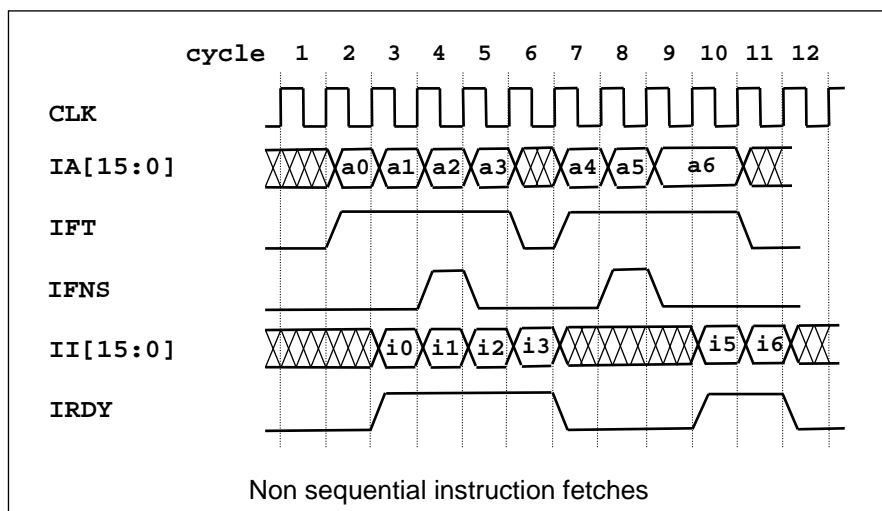 cycle 1 2 3 4 5 6 7 8 9 10 11 12
CLK
IA[15:0] a0 a1 a2 a3 a4 a5 a6
IFT
IFNS
II[15:0] i0 i1 i2 i3 i5 i6
IRDY
Non sequential instruction fetches